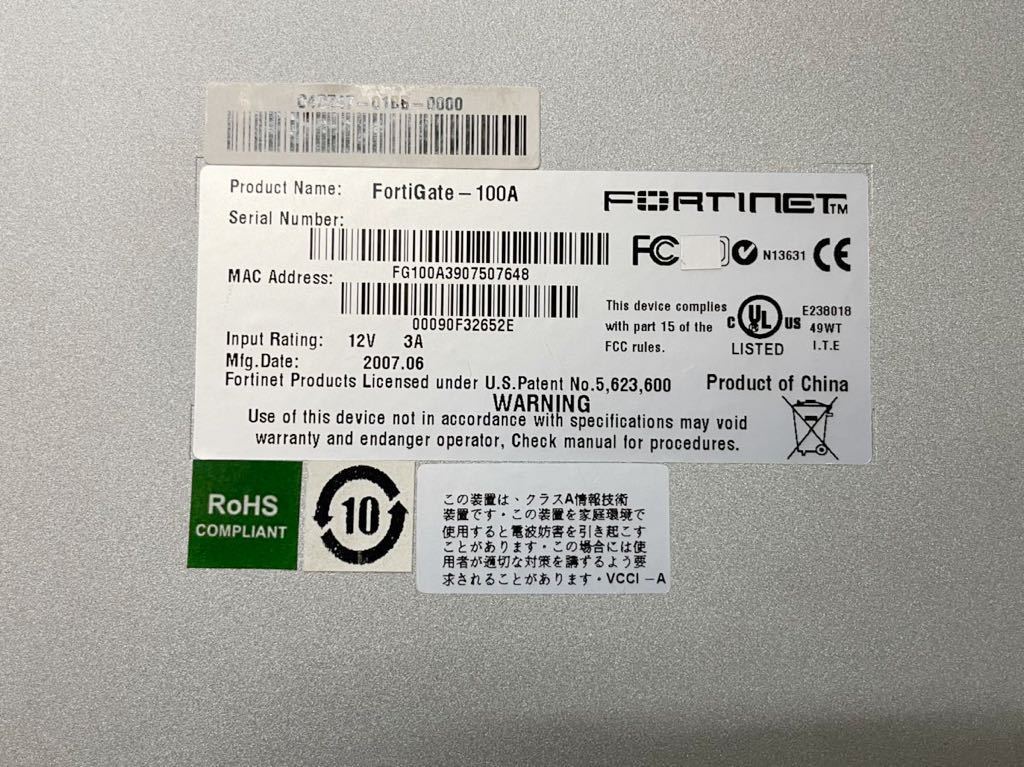 C4D747-01BB-0000
Product Name: FortiGate-100A
FORTINET™
Serial Number:
FG100A3907507648
FC
N13631
CE
MAC Address:
00090F32652E
This device complies
with part 15 of the
FCC rules.
C UL US
LISTED
E238018
49WT
I.T.E
Input Rating: 12V 3A
Mfg.Date: 2007.06
Fortinet Products Licensed under U.S.Patent No.5,623,600
Product of China
WARNING
Use of this device not in accordance with specifications may void
warranty and endanger operator, Check manual for procedures.
RoHS
COMPLIANT
10
この装置は、クラスA情報技術
装置です・この装置を家庭環境で
使用すると電波妨害を引き起こす
ことがあります・この場合には使
用者が適切な対策を講ずるよう要
求されることがあります・VCCI-A